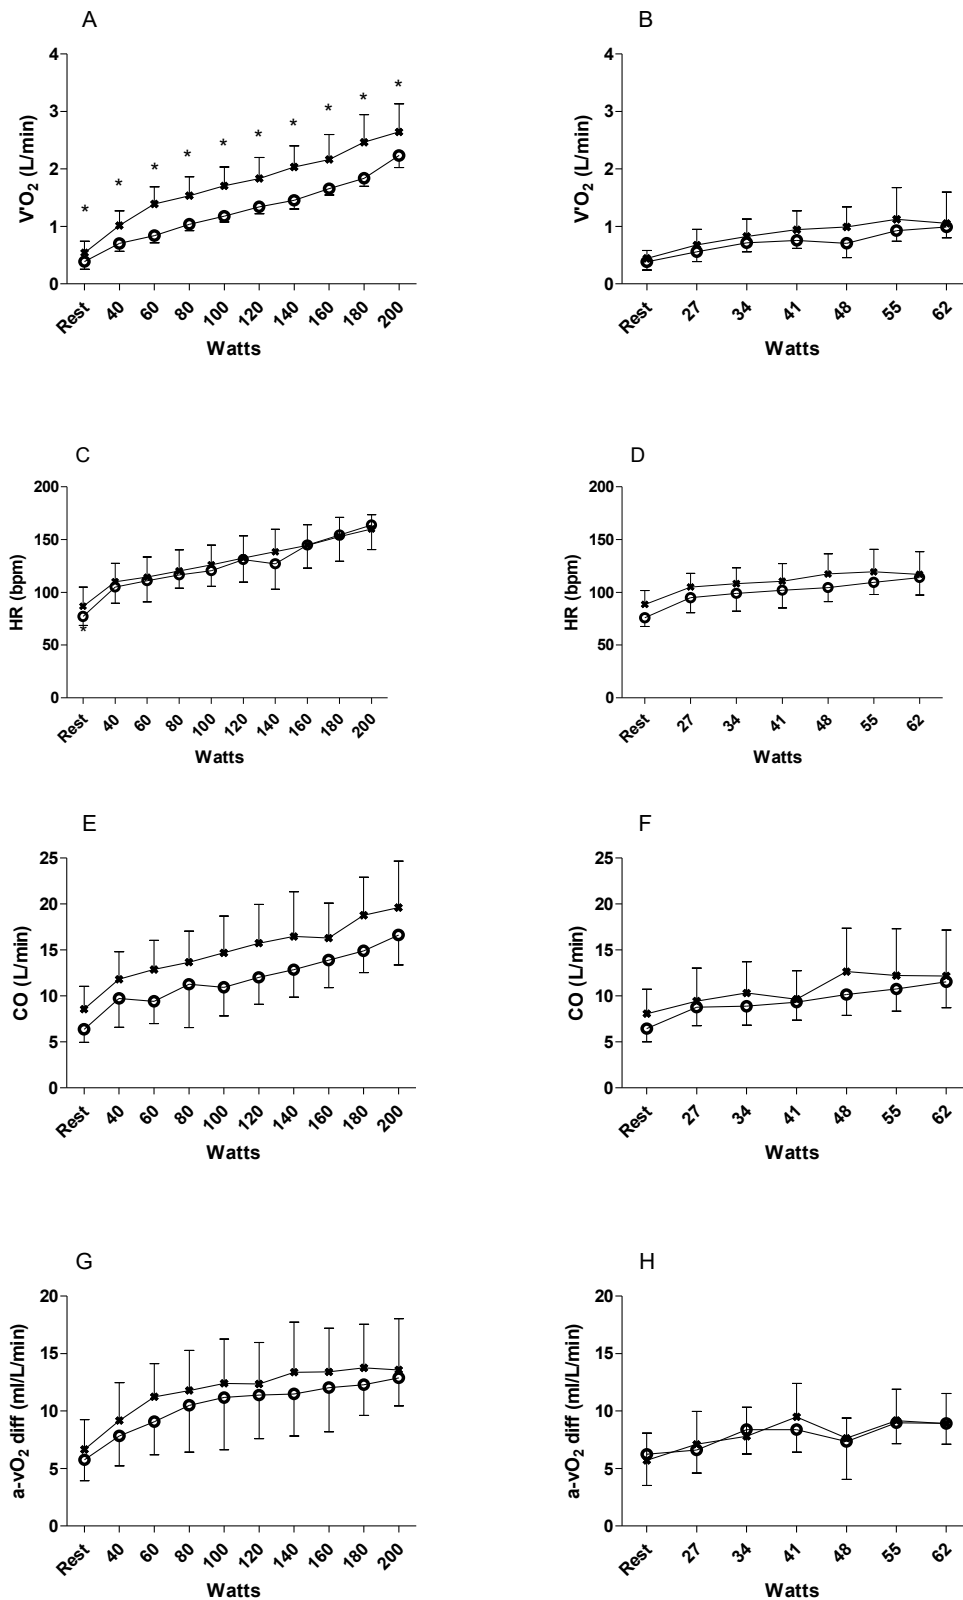 A
V'O2 (L/min)
4
3
2
1
0
* * * * * * * * * *
Rest 40 60 80 100 120 140 160 180 200
Watts
B
V'O2 (L/min)
4
3
2
1
0
Rest 27 34 41 48 55 62
Watts
C
HR (bpm)
200
150
100
50
0
*
Rest 40 60 80 100 120 140 160 180 200
Watts
D
HR (bpm)
200
150
100
50
0
Rest 27 34 41 48 55 62
Watts
E
CO (L/min)
25
20
15
10
5
0
Rest 40 60 80 100 120 140 160 180 200
Watts
F
CO (L/min)
25
20
15
10
5
0
Rest 27 34 41 48 55 62
Watts
G
a-vO2 diff (ml/L/min)
20
15
10
5
0
Rest 40 60 80 100 120 140 160 180 200
Watts
H
a-vO2 diff (ml/L/min)
20
15
10
5
0
Rest 27 34 41 48 55 62
Watts